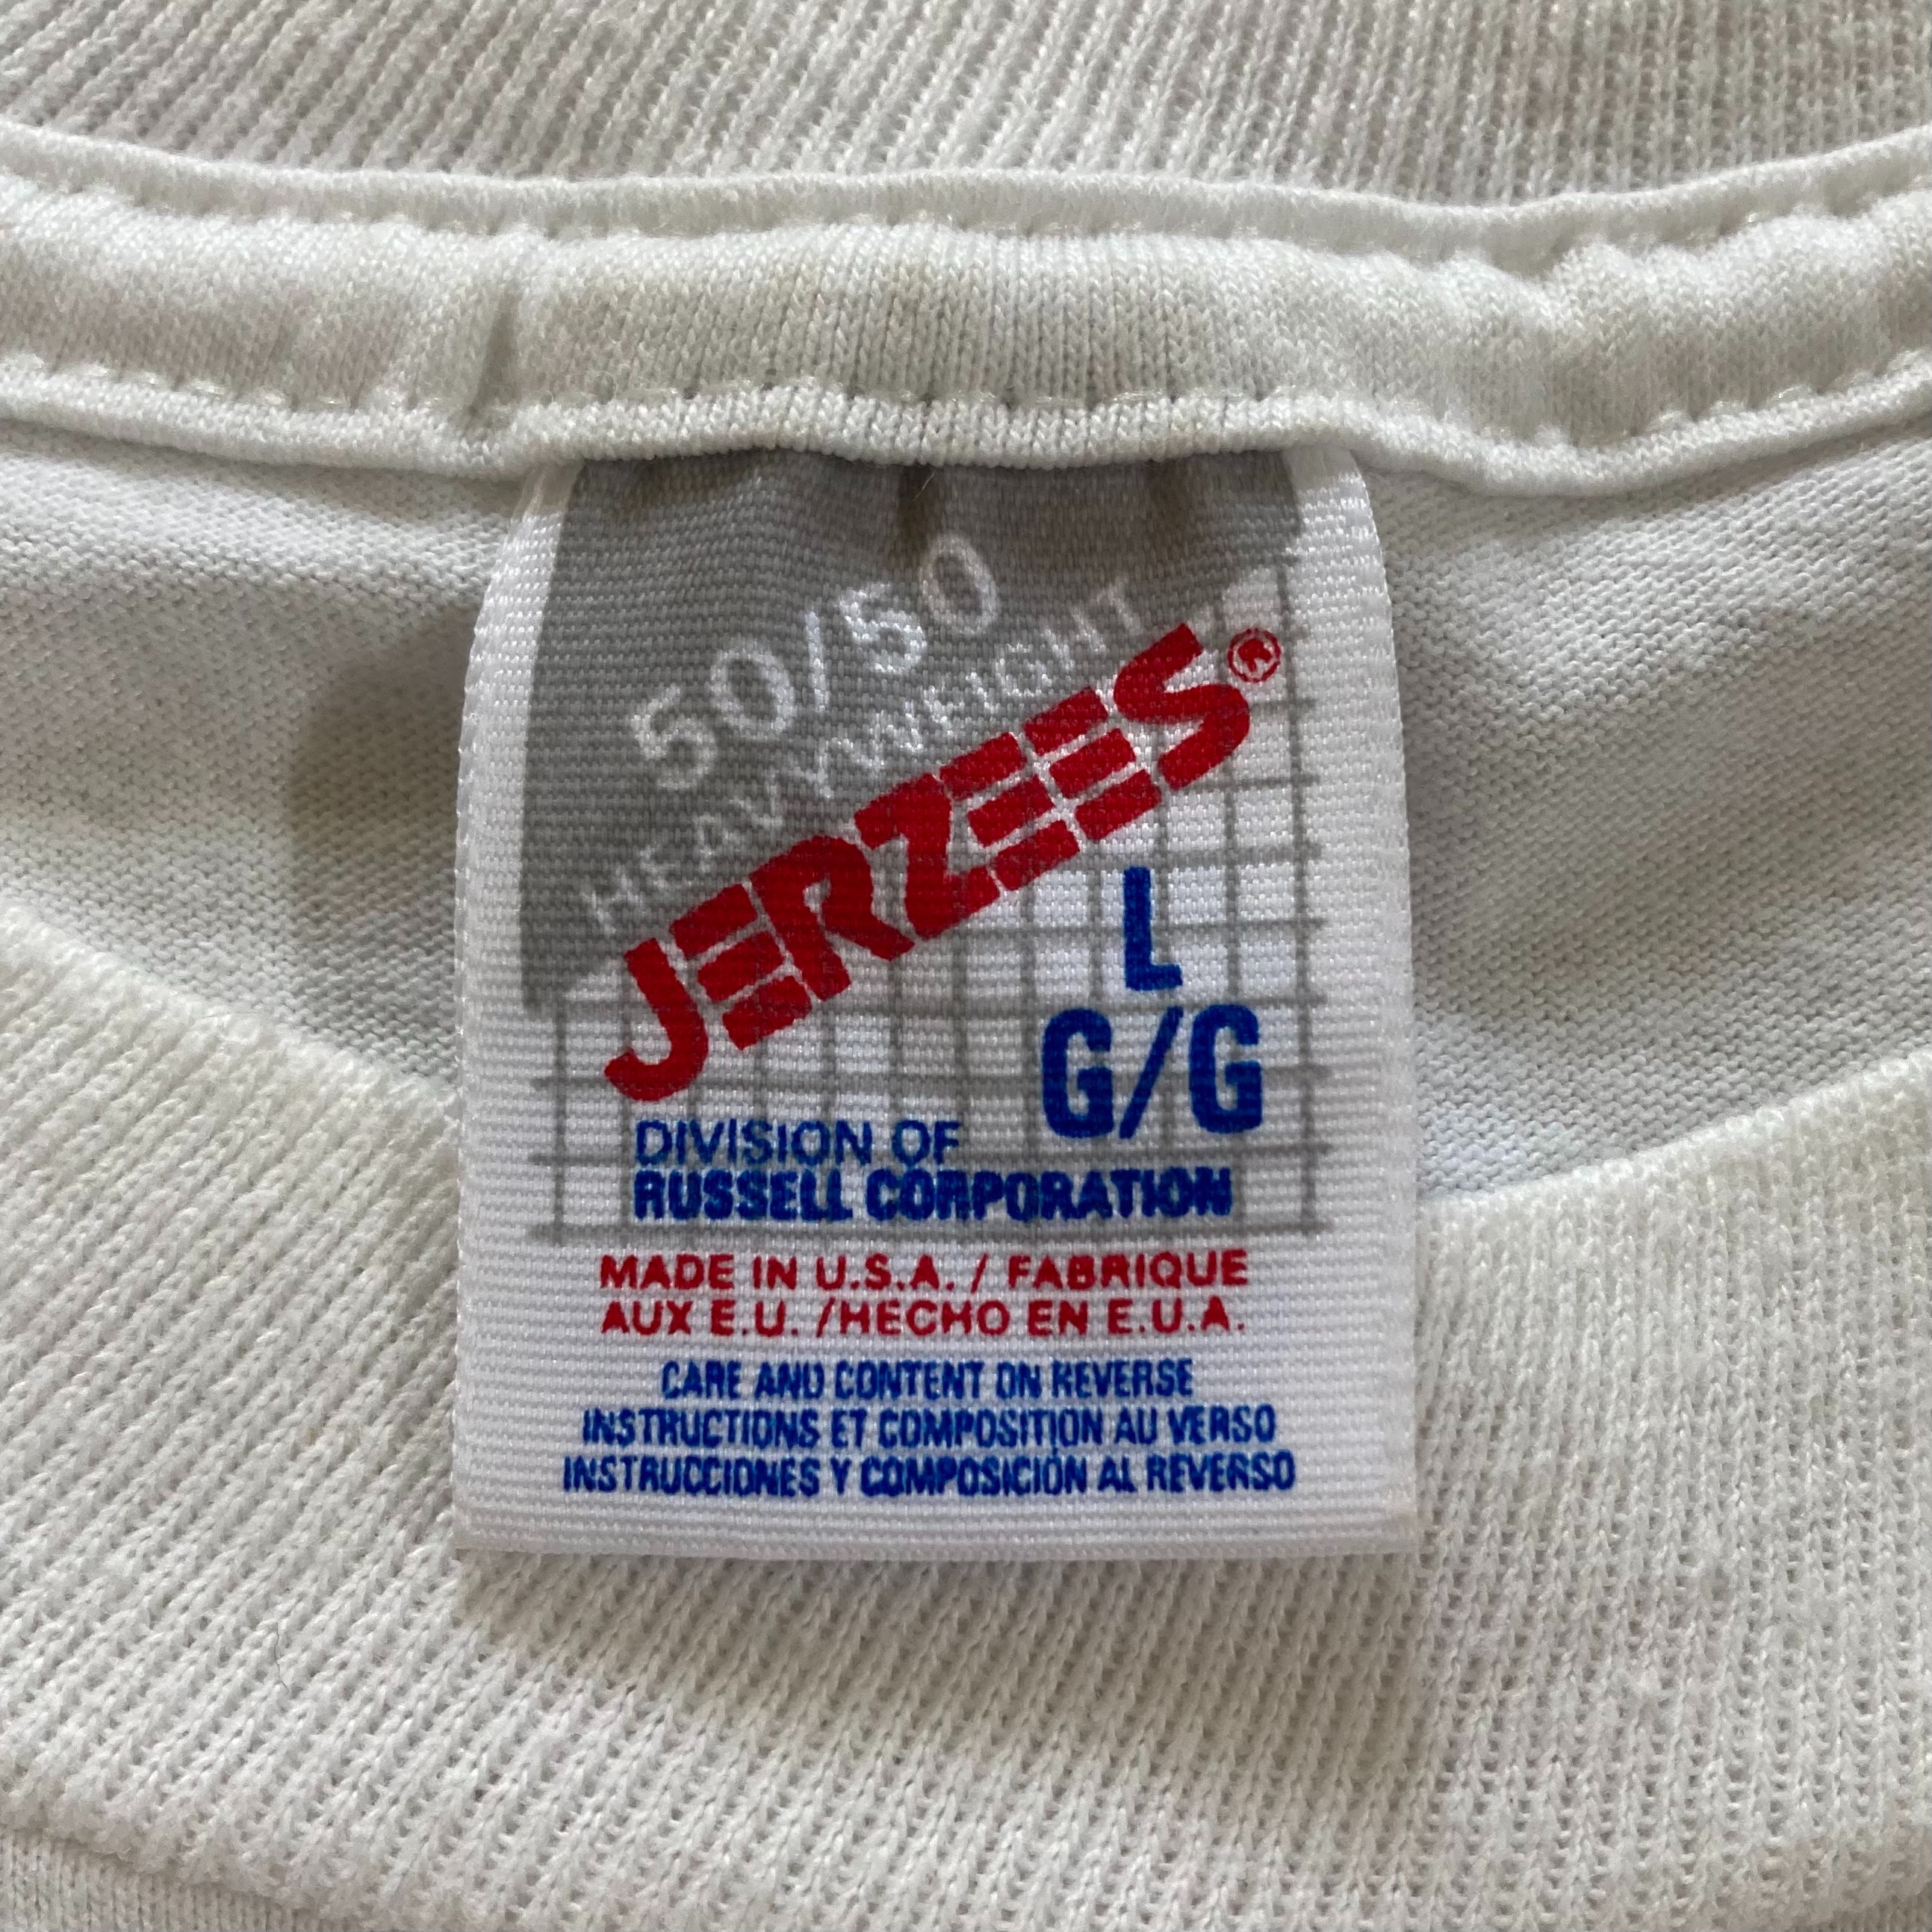 50/50
HEAVYWEIGHT
JERZEES®
L
G/G
DIVISION OF
RUSSELL CORPORATION
MADE IN U.S.A. / FABRIQUE
AUX E.U. /HECHO EN E.U.A.
CARE AND CONTENT ON REVERSE
INSTRUCTIONS ET COMPOSITION AU VERSO
INSTRUCCIONES Y COMPOSICIÓN AL REVERSO